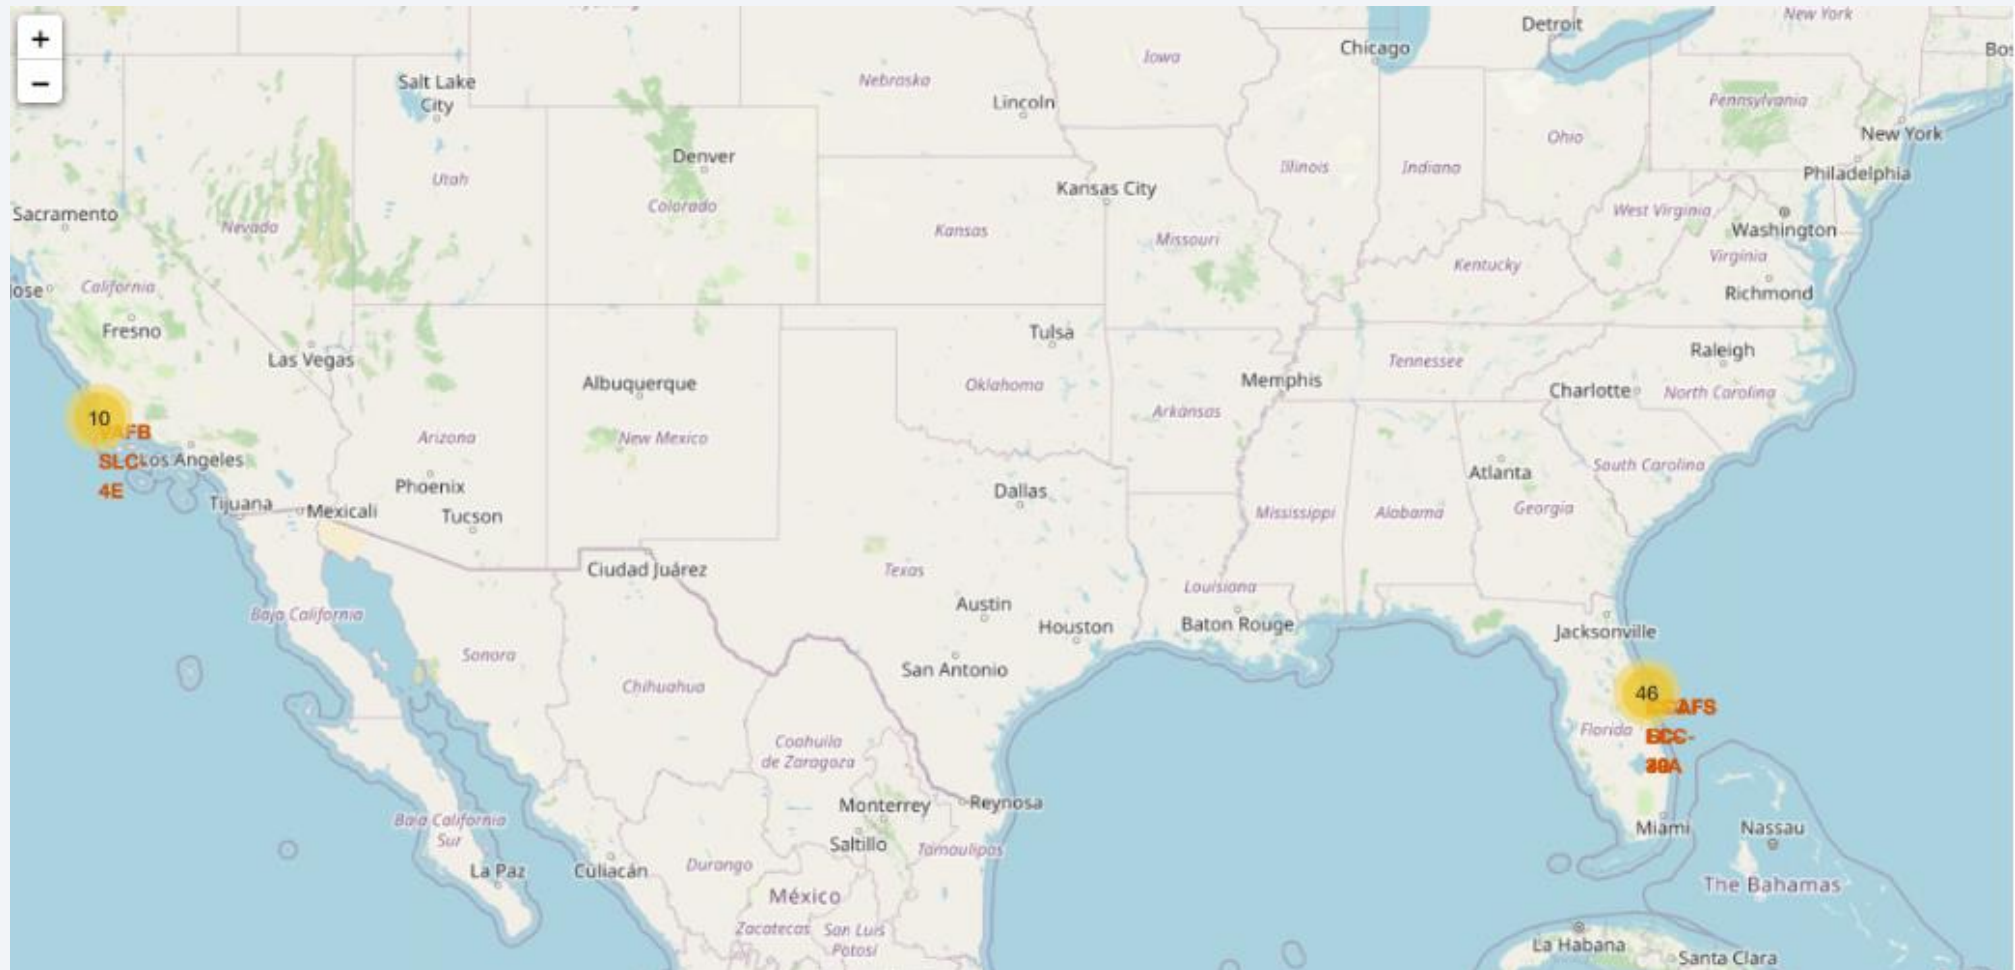 +
−
Detroit
New York
Chicago
Bos
Iowa
Salt Lake
City
Nebraska
Lincoln
Pennsylvania
New York
Ohio
Denver
Illinois
Indiana
Philadelphia
Utah
Kansas City
Colorado
Sacramento
West Virginia
Nevada
Kansas
Missouri
Washington
Virginia
Kentucky
California
ose
Richmond
Fresno
Tulsa
Las Vegas
Raleigh
Tennessee
Albuquerque
Oklahoma
Memphis
Charlotte
North Carolina
Arkansas
10
VAFB
SLC-
4E
Los Angeles
Arizona
New Mexico
South Carolina
Atlanta
Phoenix
Dallas
Tijuana
Mexicali
Tucson
Mississippi
Alabama
Georgia
Ciudad Juárez
Texas
Louisiana
Baja California
Austin
Houston
Baton Rouge
Jacksonville
Sonora
San Antonio
Chihuahua
46
Florida
Coahuila
de Zaragoza
Monterrey
Reynosa
Baja California
Sur
Saltillo
Tamaulipas
Miami
Nassau
La Paz
Culiacán
Durango
México
The Bahamas
Zacatecas
San Luis
Potosí
La Habana
Santa Clara